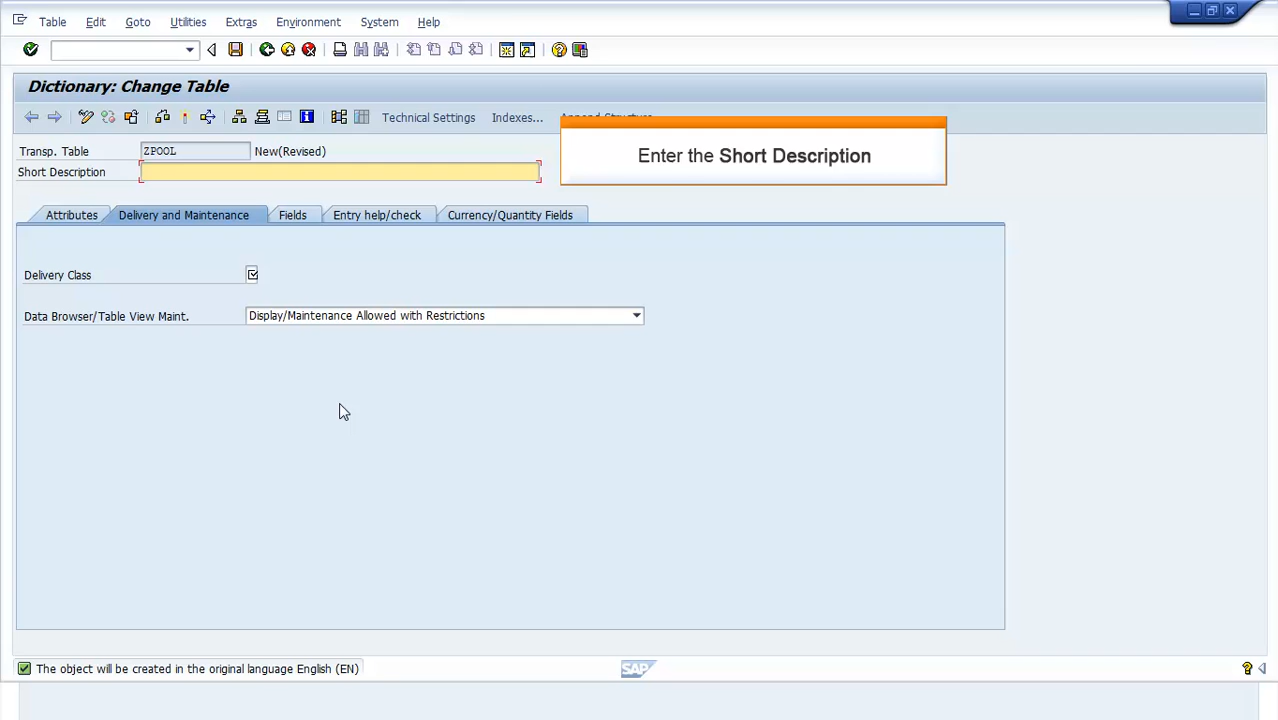 Table Edit Goto Utilities Extras Environment System Help
Dictionary: Change Table
Technical Settings Indexes... Append Structure
Enter the Short Description
Transp. Table ZPOOL New(Revised)
Short Description
Attributes Delivery and Maintenance Fields Entry help/check Currency/Quantity Fields
Delivery Class
Data Browser/Table View Maint. Display/Maintenance Allowed with Restrictions
The object will be created in the original language English (EN)
SAP